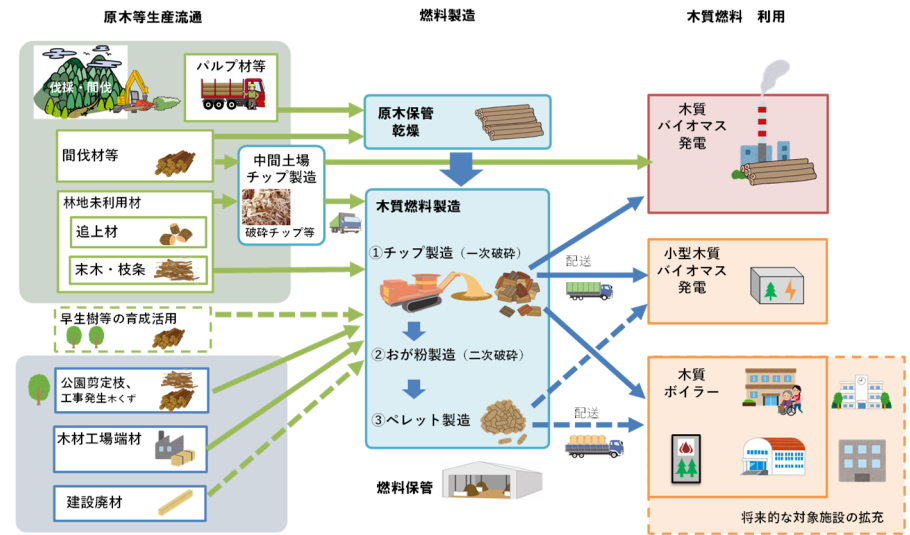 原木等生産流通
燃料製造
木質燃料　利用
伐採・間伐
パルプ材等
原木保管
乾燥
木質
バイオマス
発電
間伐材等
中間土場
チップ製造
破砕チップ等
林地未利用材
追上材
末木・枝条
木質燃料製造
①チップ製造（一次破砕）
②おが粉製造（二次破砕）
③ペレット製造
配送
小型木質
バイオマス
発電
早生樹等の育成活用
公園剪定枝、
工事発生木くず
木材工場端材
建設廃材
配送
木質
ボイラー
燃料保管
将来的な対象施設の拡充